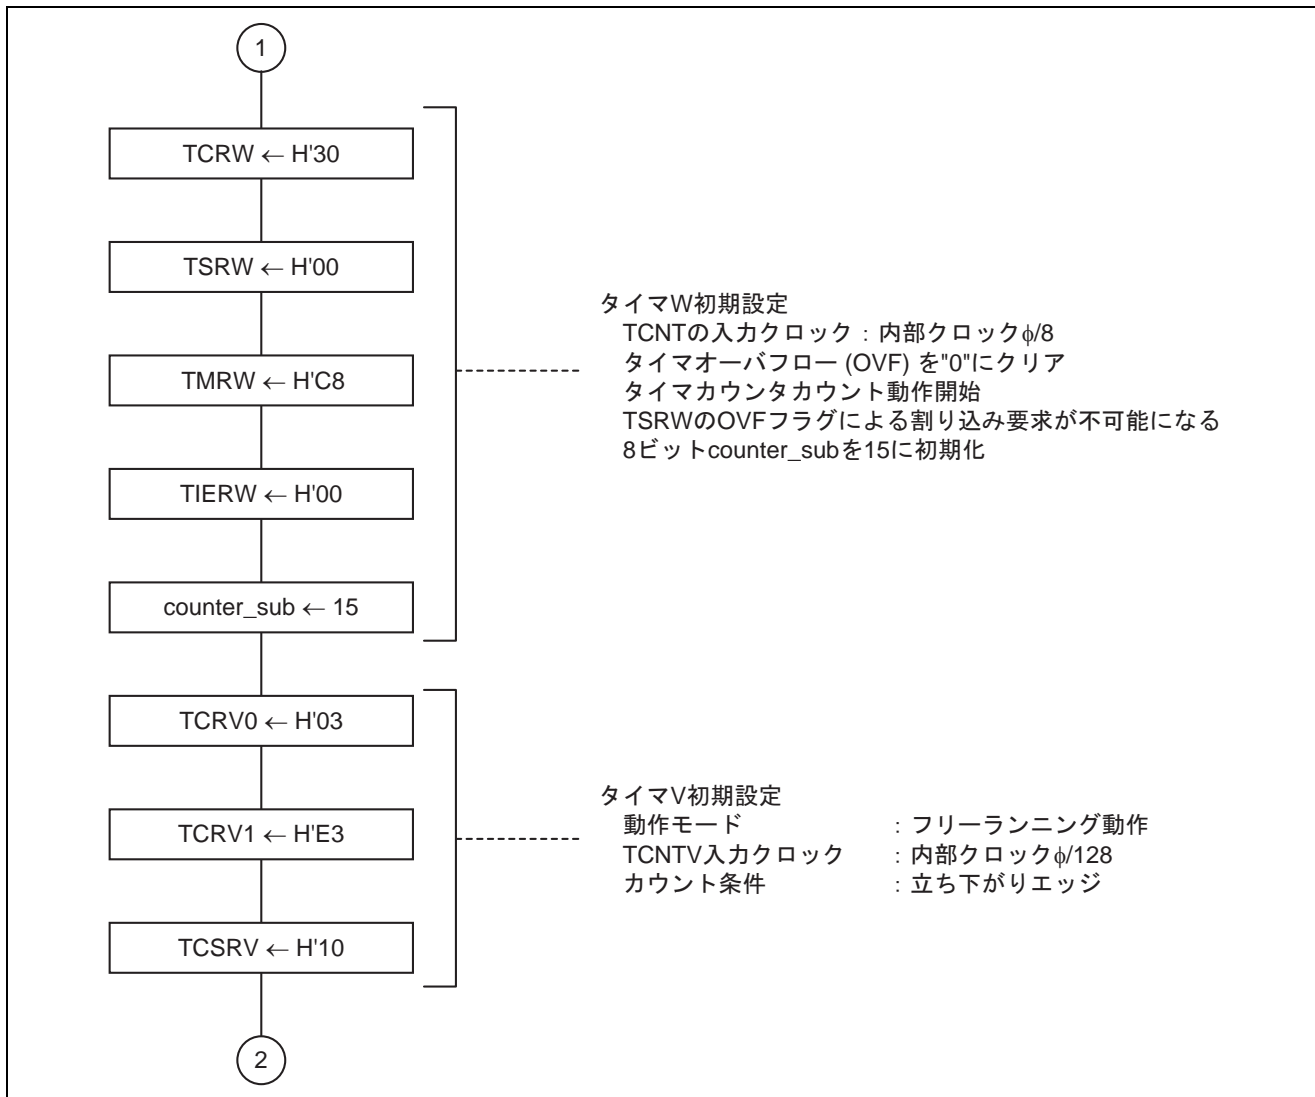 1
TCRW ← H'30
TSRW ← H'00
TMRW ← H'C8
TIERW ← H'00
counter_sub ← 15
タイマW初期設定
TCNTの入力クロック : 内部クロックφ/8
タイマオーバフロー (OVF) を"0"にクリア
タイマカウンタカウント動作開始
TSRWのOVFフラグによる割り込み要求が不可能になる
8ビットcounter_subを15に初期化
TCRV0 ← H'03
TCRV1 ← H'E3
TCSRV ← H'10
タイマV初期設定
動作モード : フリーランニング動作
TCNTV入力クロック : 内部クロックφ/128
カウント条件 : 立ち下がりエッジ
2